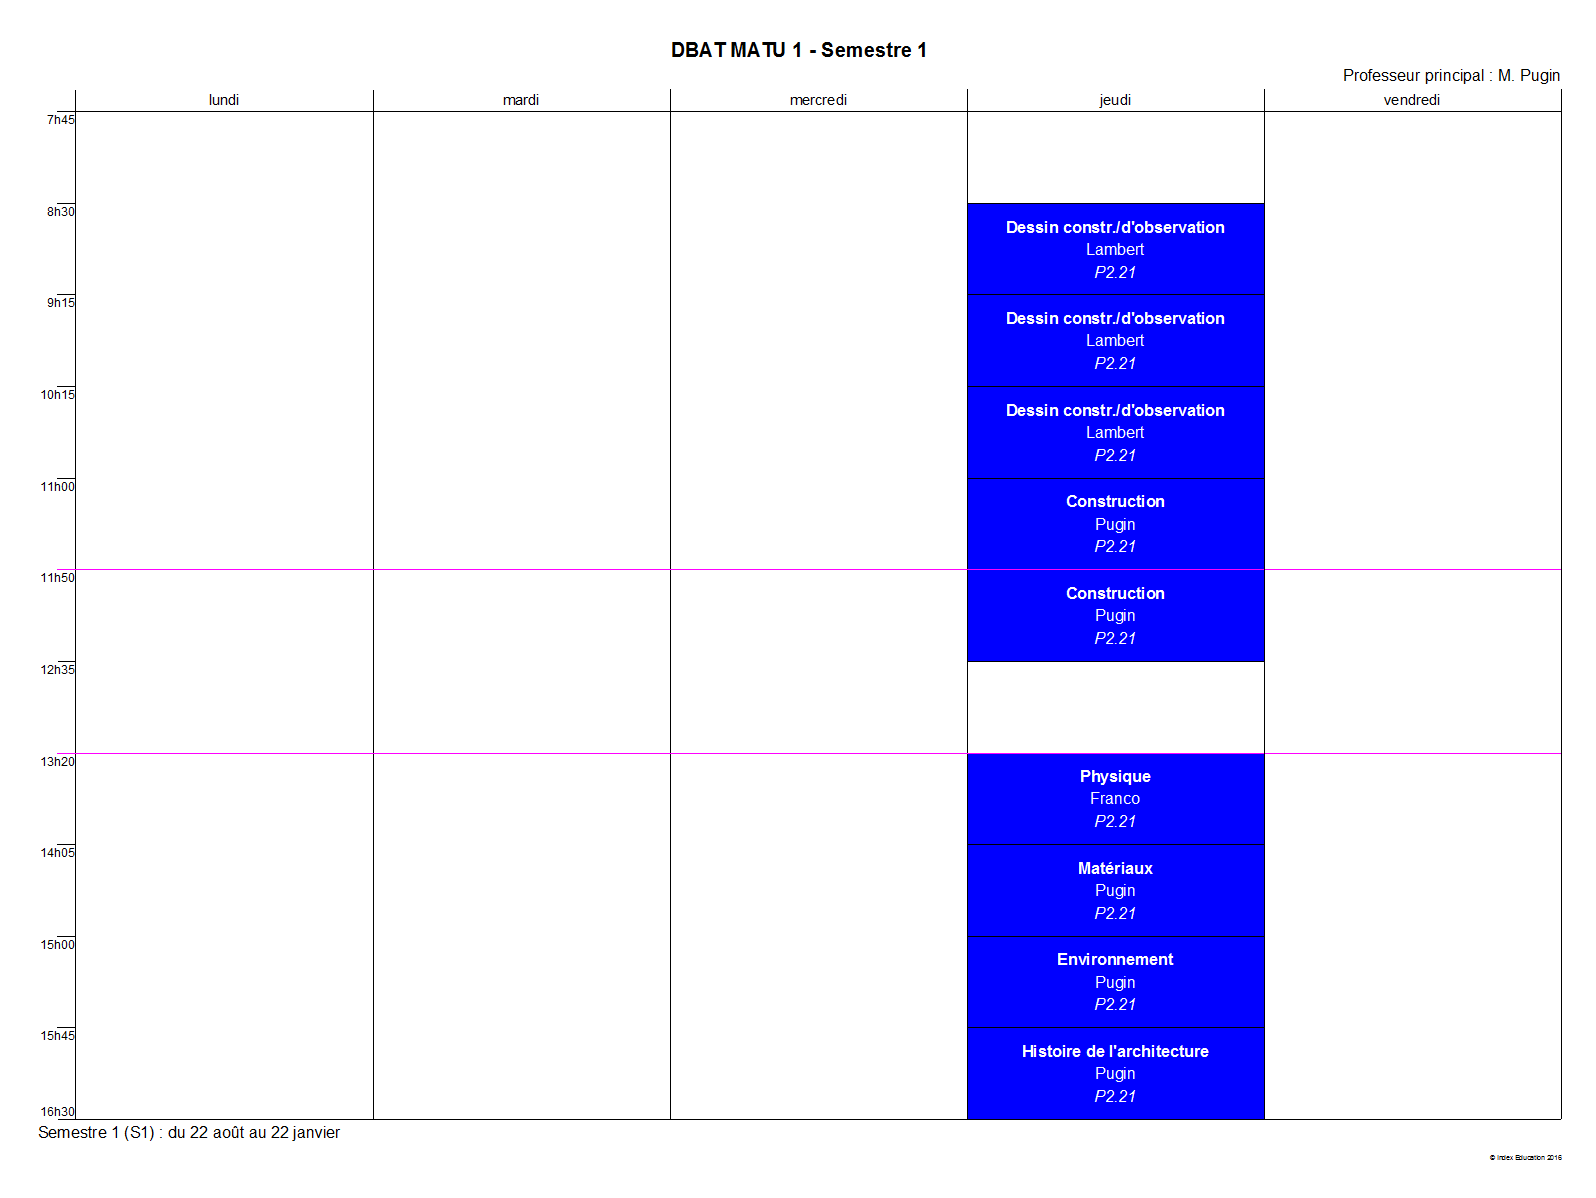 DBAT MATU 1 - Semestre 1
Professeur principal : M. Pugin
lundi mardi mercredi jeudi vendredi
7h45
8h30
Dessin constr./d'observation
Lambert
P2.21
9h15
Dessin constr./d'observation
Lambert
P2.21
10h15
Dessin constr./d'observation
Lambert
P2.21
11h00
Construction
Pugin
P2.21
11h50
Construction
Pugin
P2.21
12h35
13h20
Physique
Franco
P2.21
14h05
Matériaux
Pugin
P2.21
15h00
Environnement
Pugin
P2.21
15h45
Histoire de l'architecture
Pugin
P2.21
16h30
Semestre 1 (S1) : du 22 août au 22 janvier
© Index Education 2016